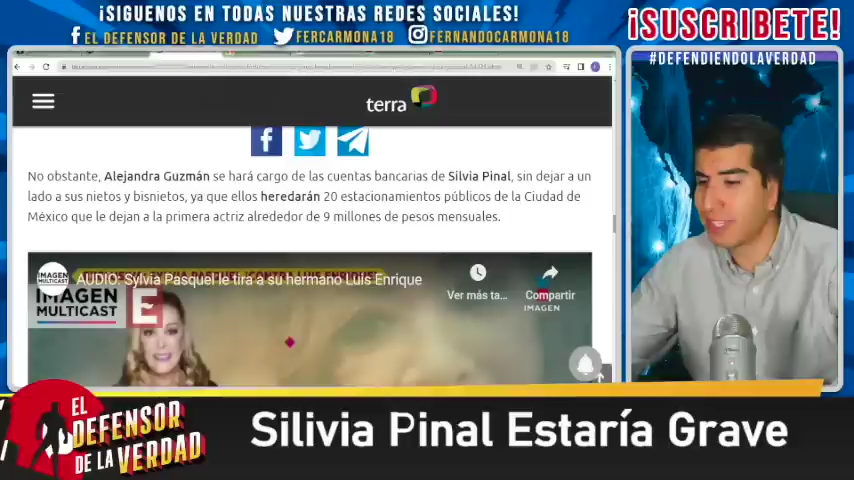 ¡SIGUENOS EN TODAS NUESTRAS REDES SOCIALES!
EL DEFENSOR DE LA VERDAD FERCARMONA18 FERNANDOCARMONA18
¡SUSCRIBETE!
#DEFENDIENDOLAVERDAD
terra
No obstante, Alejandra Guzmán se hará cargo de las cuentas bancarias de Silvia Pinal, sin dejar a un
lado a sus nietos y bisnietos, ya que ellos heredarán 20 estacionamientos públicos de la Ciudad de
México que le dejan a la primera actriz alrededor de 9 millones de pesos mensuales.
AUDIO: Sylvia Pasquel le tira a su hermano Luis Enrique
IMAGEN
MULTICAST
IMAGEN
MULTICAST
E
Ver más ta...
Compartir
IMAGEN
EL
DEFENSOR
DE LA VERDAD
Silivia Pinal Estaría Grave